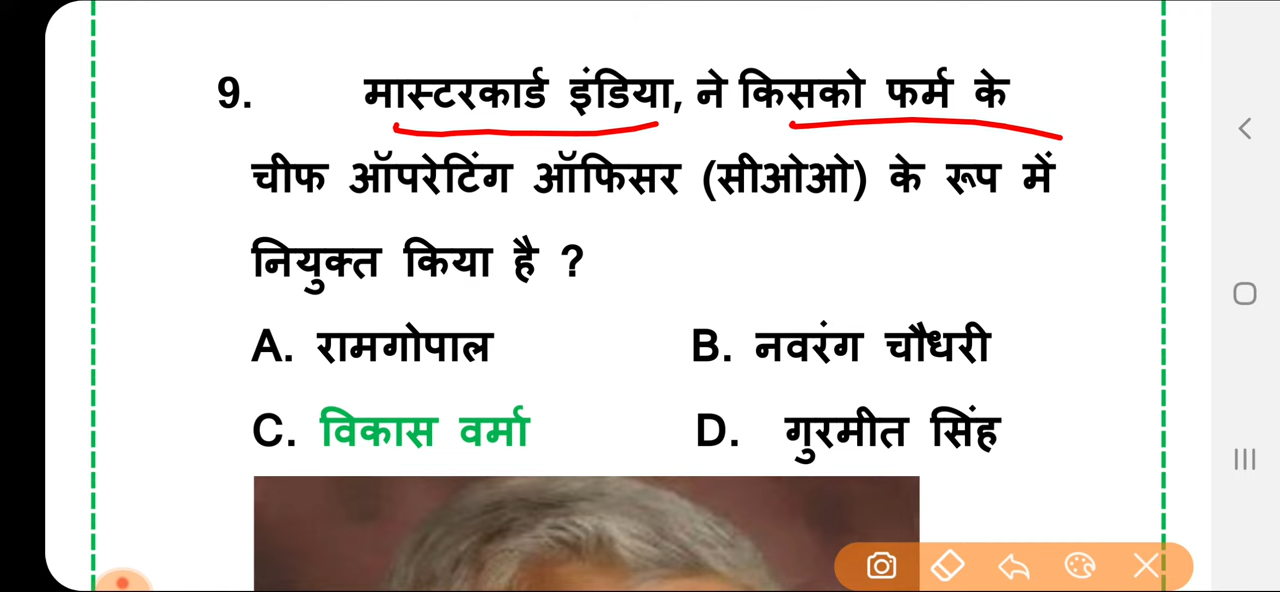 9. मास्टरकार्ड इंडिया, ने किसको फर्म के
चीफ ऑपरेटिंग ऑफिसर (सीओओ) के रूप में
नियुक्त किया है ?
A. रामगोपाल B. नवरंग चौधरी
C. विकास वर्मा D. गुरमीत सिंह